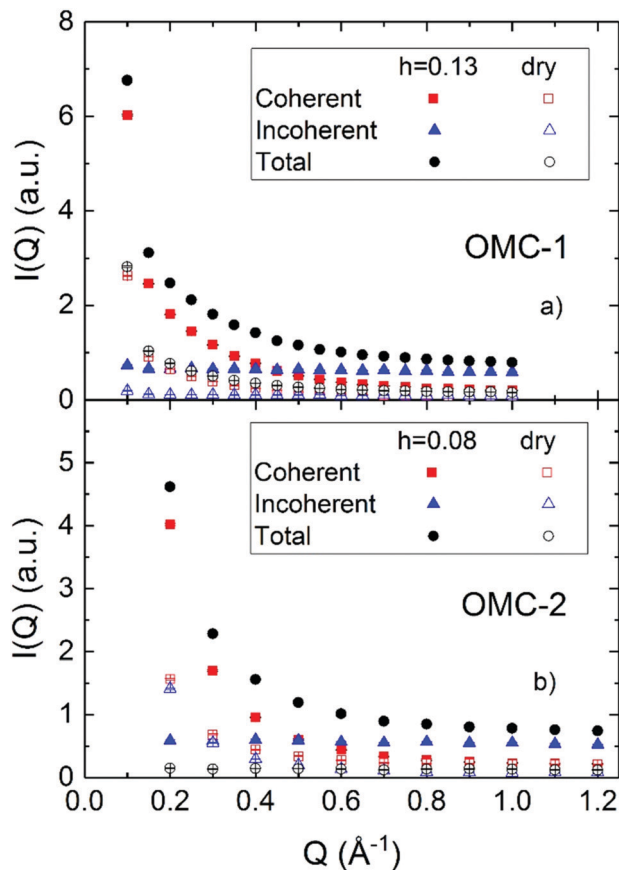 8
6
4
2
0
I(Q) (a.u.)
h=0.13 dry
Coherent
Incoherent
Total
OMC-1
a)
5
4
3
2
1
0
I(Q) (a.u.)
h=0.08 dry
Coherent
Incoherent
Total
OMC-2
b)
0.0 0.2 0.4 0.6 0.8 1.0 1.2
Q (Å⁻¹)